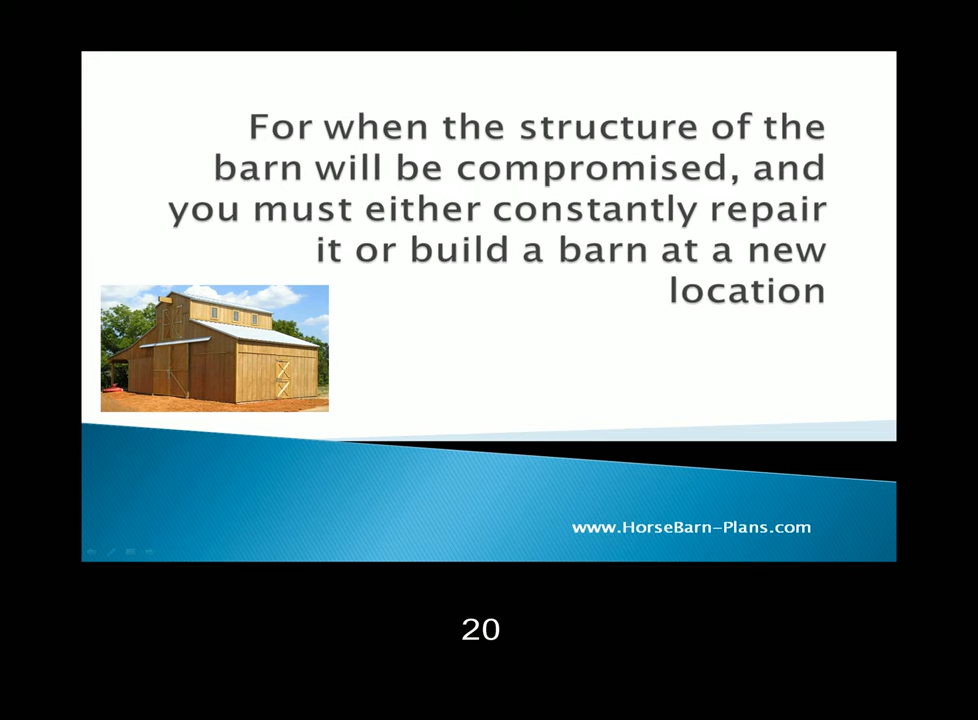 For when the structure of the
barn will be compromised, and
you must either constantly repair
it or build a barn at a new
location
www.HorseBarn-Plans.com
20